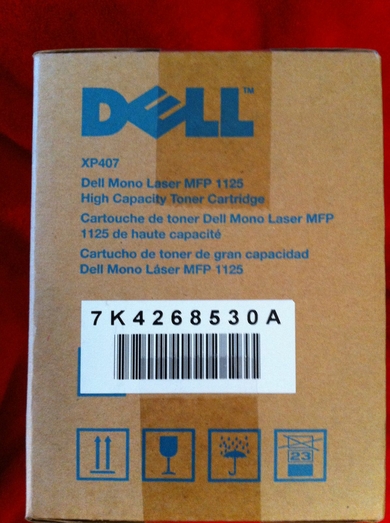 DELL™
XP407
Dell Mono Laser MFP 1125
High Capacity Toner Cartridge
Cartouche de toner Dell Mono Laser MFP
1125 de haute capacité
Cartucho de toner de gran capacidad
Dell Mono Láser MFP 1125
7K4268530A
23